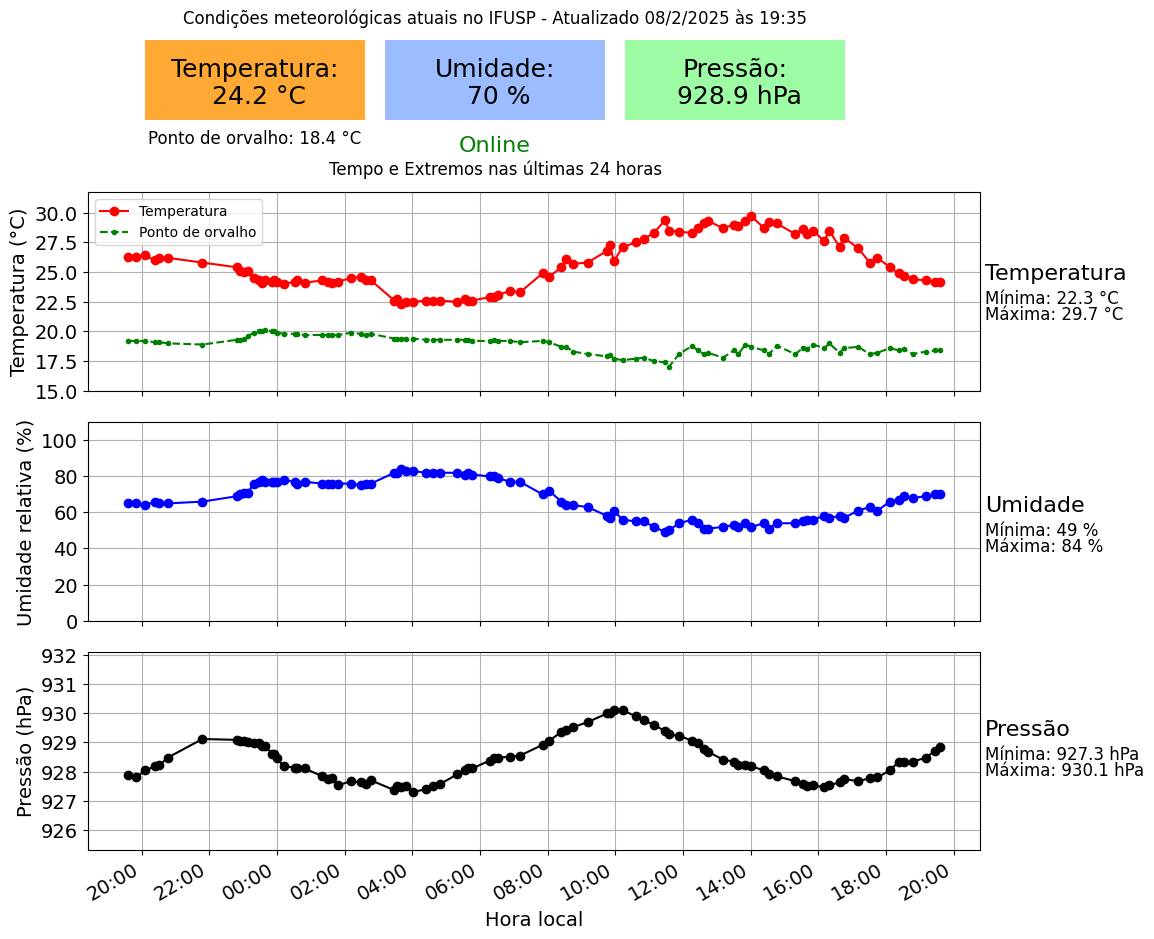 Condições meteorológicas atuais no IFUSP - Atualizado 08/2/2025 às 19:35
Temperatura:
24.2 °C
Umidade:
70 %
Pressão:
928.9 hPa
Ponto de orvalho: 18.4 °C
Online
Tempo e Extremos nas últimas 24 horas
Temperatura (°C)
30.0
27.5
25.0
22.5
20.0
17.5
15.0
Temperatura
Ponto de orvalho
Temperatura
Mínima: 22.3 °C
Máxima: 29.7 °C
Umidade relativa (%)
100
80
60
40
20
0
Umidade
Mínima: 49 %
Máxima: 84 %
Pressão (hPa)
932
931
930
929
928
927
926
Pressão
Mínima: 927.3 hPa
Máxima: 930.1 hPa
20:00 22:00 00:00 02:00 04:00 06:00 08:00 10:00 12:00 14:00 16:00 18:00 20:00
Hora local